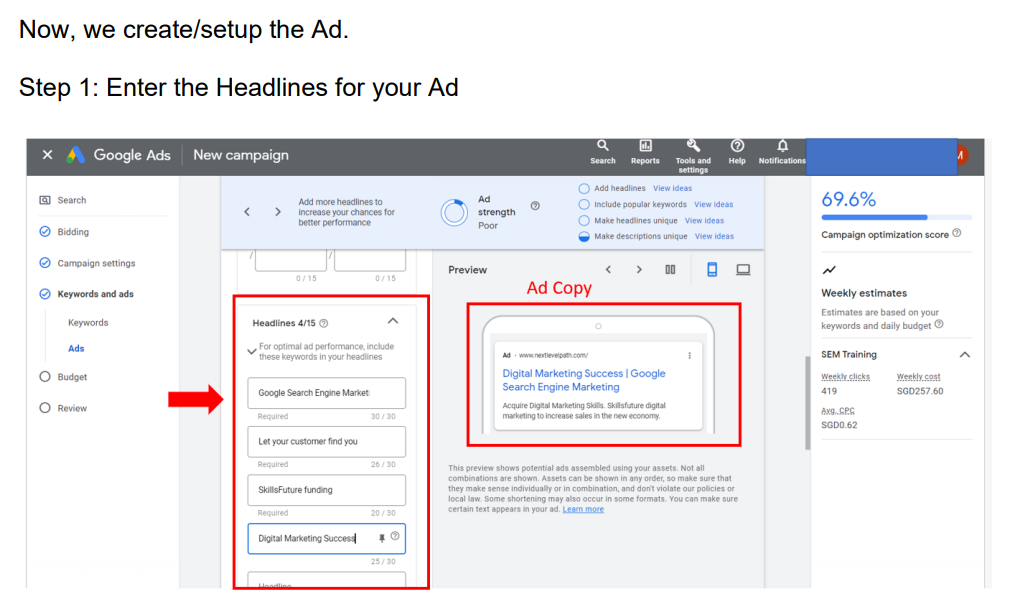 Now, we create/setup the Ad.
Step 1: Enter the Headlines for your Ad
Google Ads
New campaign
Search
Reports
Tools and
settings
Help
Notifications
M
Search
Bidding
Campaign settings
Keywords and ads
Keywords
Ads
Budget
Review
Add more headlines to
increase your chances for
better performance
Ad
strength
Poor
Add headlines View ideas
Include popular keywords View ideas
Make headlines unique View ideas
Make descriptions unique View ideas
/ /
0 / 15 0 / 15
Headlines 4/15
For optimal ad performance, include
these keywords in your headlines
Google Search Engine Market
Required 30 / 30
Let your customer find you
Required 26 / 30
SkillsFuture funding
Required 20 / 30
Digital Marketing Success
25 / 30
Headline
Preview
Ad Copy
Ad · www.nextlevelpath.com/
Digital Marketing Success | Google
Search Engine Marketing
Acquire Digital Marketing Skills. Skillsfuture digital
marketing to increase sales in the new economy.
This preview shows potential ads assembled using your assets. Not all
combinations are shown. Assets can be shown in any order, so make sure that
they make sense individually or in combination, and don't violate our policies or
local law. Some shortening may also occur in some formats. You can make sure
certain text appears in your ad. Learn more
69.6%
Campaign optimization score
Weekly estimates
Estimates are based on your
keywords and daily budget
SEM Training
Weekly clicks Weekly cost
419 SGD257.60
Avg. CPC
SGD0.62